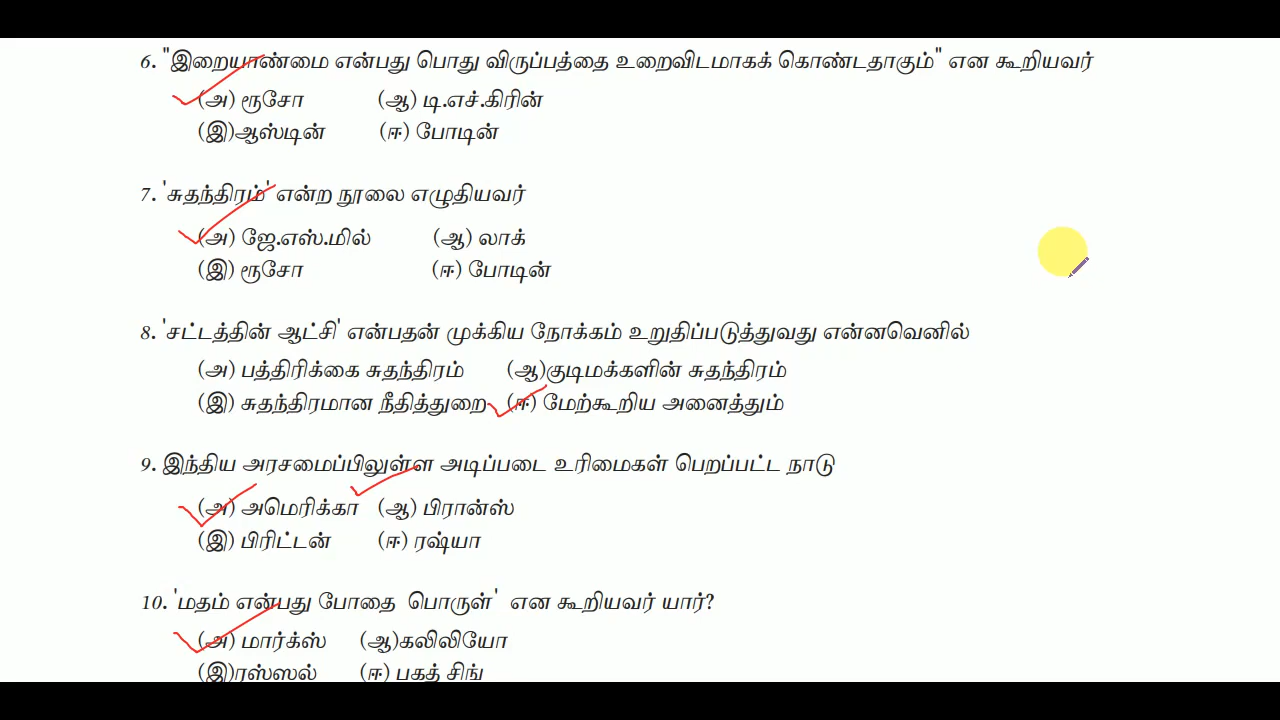 6. "இறையாண்மை என்பது பொது விருப்பத்தை உறைவிடமாகக் கொண்டதாகும்" என கூறியவர்
(அ) ரூசோ (ஆ) டி.எச்.கிரின்
(இ)ஆஸ்டின் (ஈ) போடின்
7. 'சுதந்திரம்' என்ற நூலை எழுதியவர்
(அ) ஜே.எஸ்.மில் (ஆ) லாக்
(இ) ரூசோ (ஈ) போடின்
8. 'சட்டத்தின் ஆட்சி' என்பதன் முக்கிய நோக்கம் உறுதிப்படுத்துவது என்னவெனில்
(அ) பத்திரிக்கை சுதந்திரம் (ஆ)குடிமக்களின் சுதந்திரம்
(இ) சுதந்திரமான நீதித்துறை (ஈ) மேற்கூறிய அனைத்தும்
9. இந்திய அரசமைப்பிலுள்ள அடிப்படை உரிமைகள் பெறப்பட்ட நாடு
(அ) அமெரிக்கா (ஆ) பிரான்ஸ்
(இ) பிரிட்டன் (ஈ) ரஷ்யா
10. 'மதம் என்பது போதை பொருள்' என கூறியவர் யார்?
(அ) மார்க்ஸ் (ஆ)கலிலியோ
(இ)ரஸ்ஸல் (ஈ) பகத் சிங்